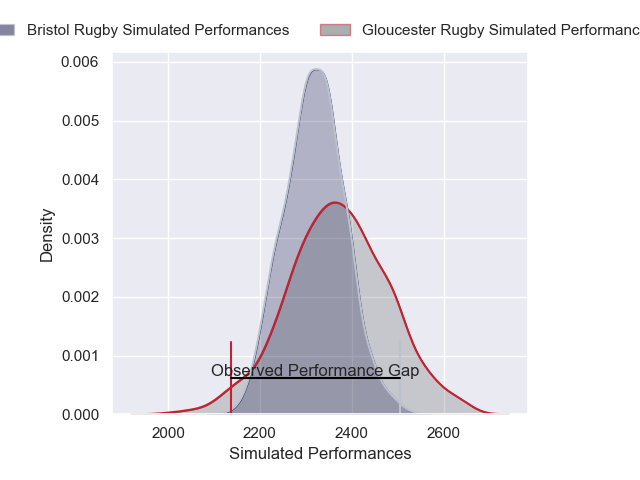 Bristol Rugby Simulated Performances
Gloucester Rugby Simulated Performanc
0.006
0.005
0.004
0.003
0.002
0.001
0.000
Density
Observed Performance Gap
2000
2200
2400
2600
Simulated Performances